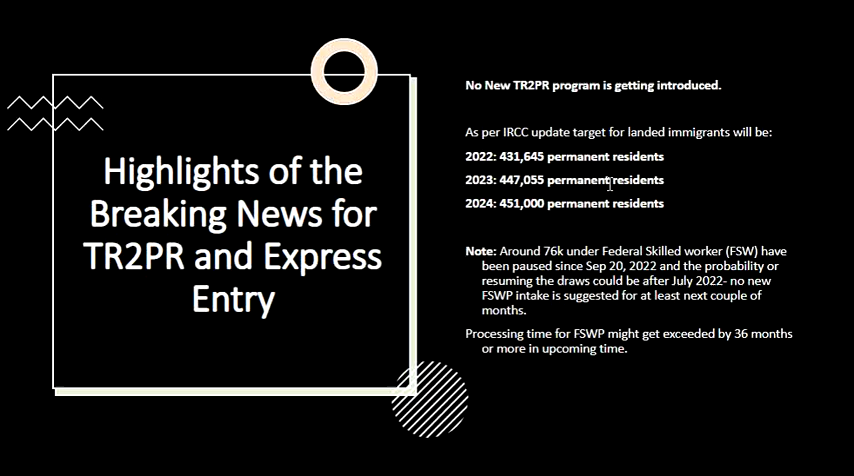 Highlights of the
Breaking News for
TR2PR and Express
Entry
No New TR2PR program is getting introduced.
As per IRCC update target for landed immigrants will be:
2022: 431,645 permanent residents
2023: 447,055 permanent residents
2024: 451,000 permanent residents
Note: Around 76k under Federal Skilled worker (FSW) have
been paused since Sep 20, 2022 and the probability or
resuming the draws could be after July 2022- no new
FSWP intake is suggested for at least next couple of
months.
Processing time for FSWP might get exceeded by 36 months
or more in upcoming time.